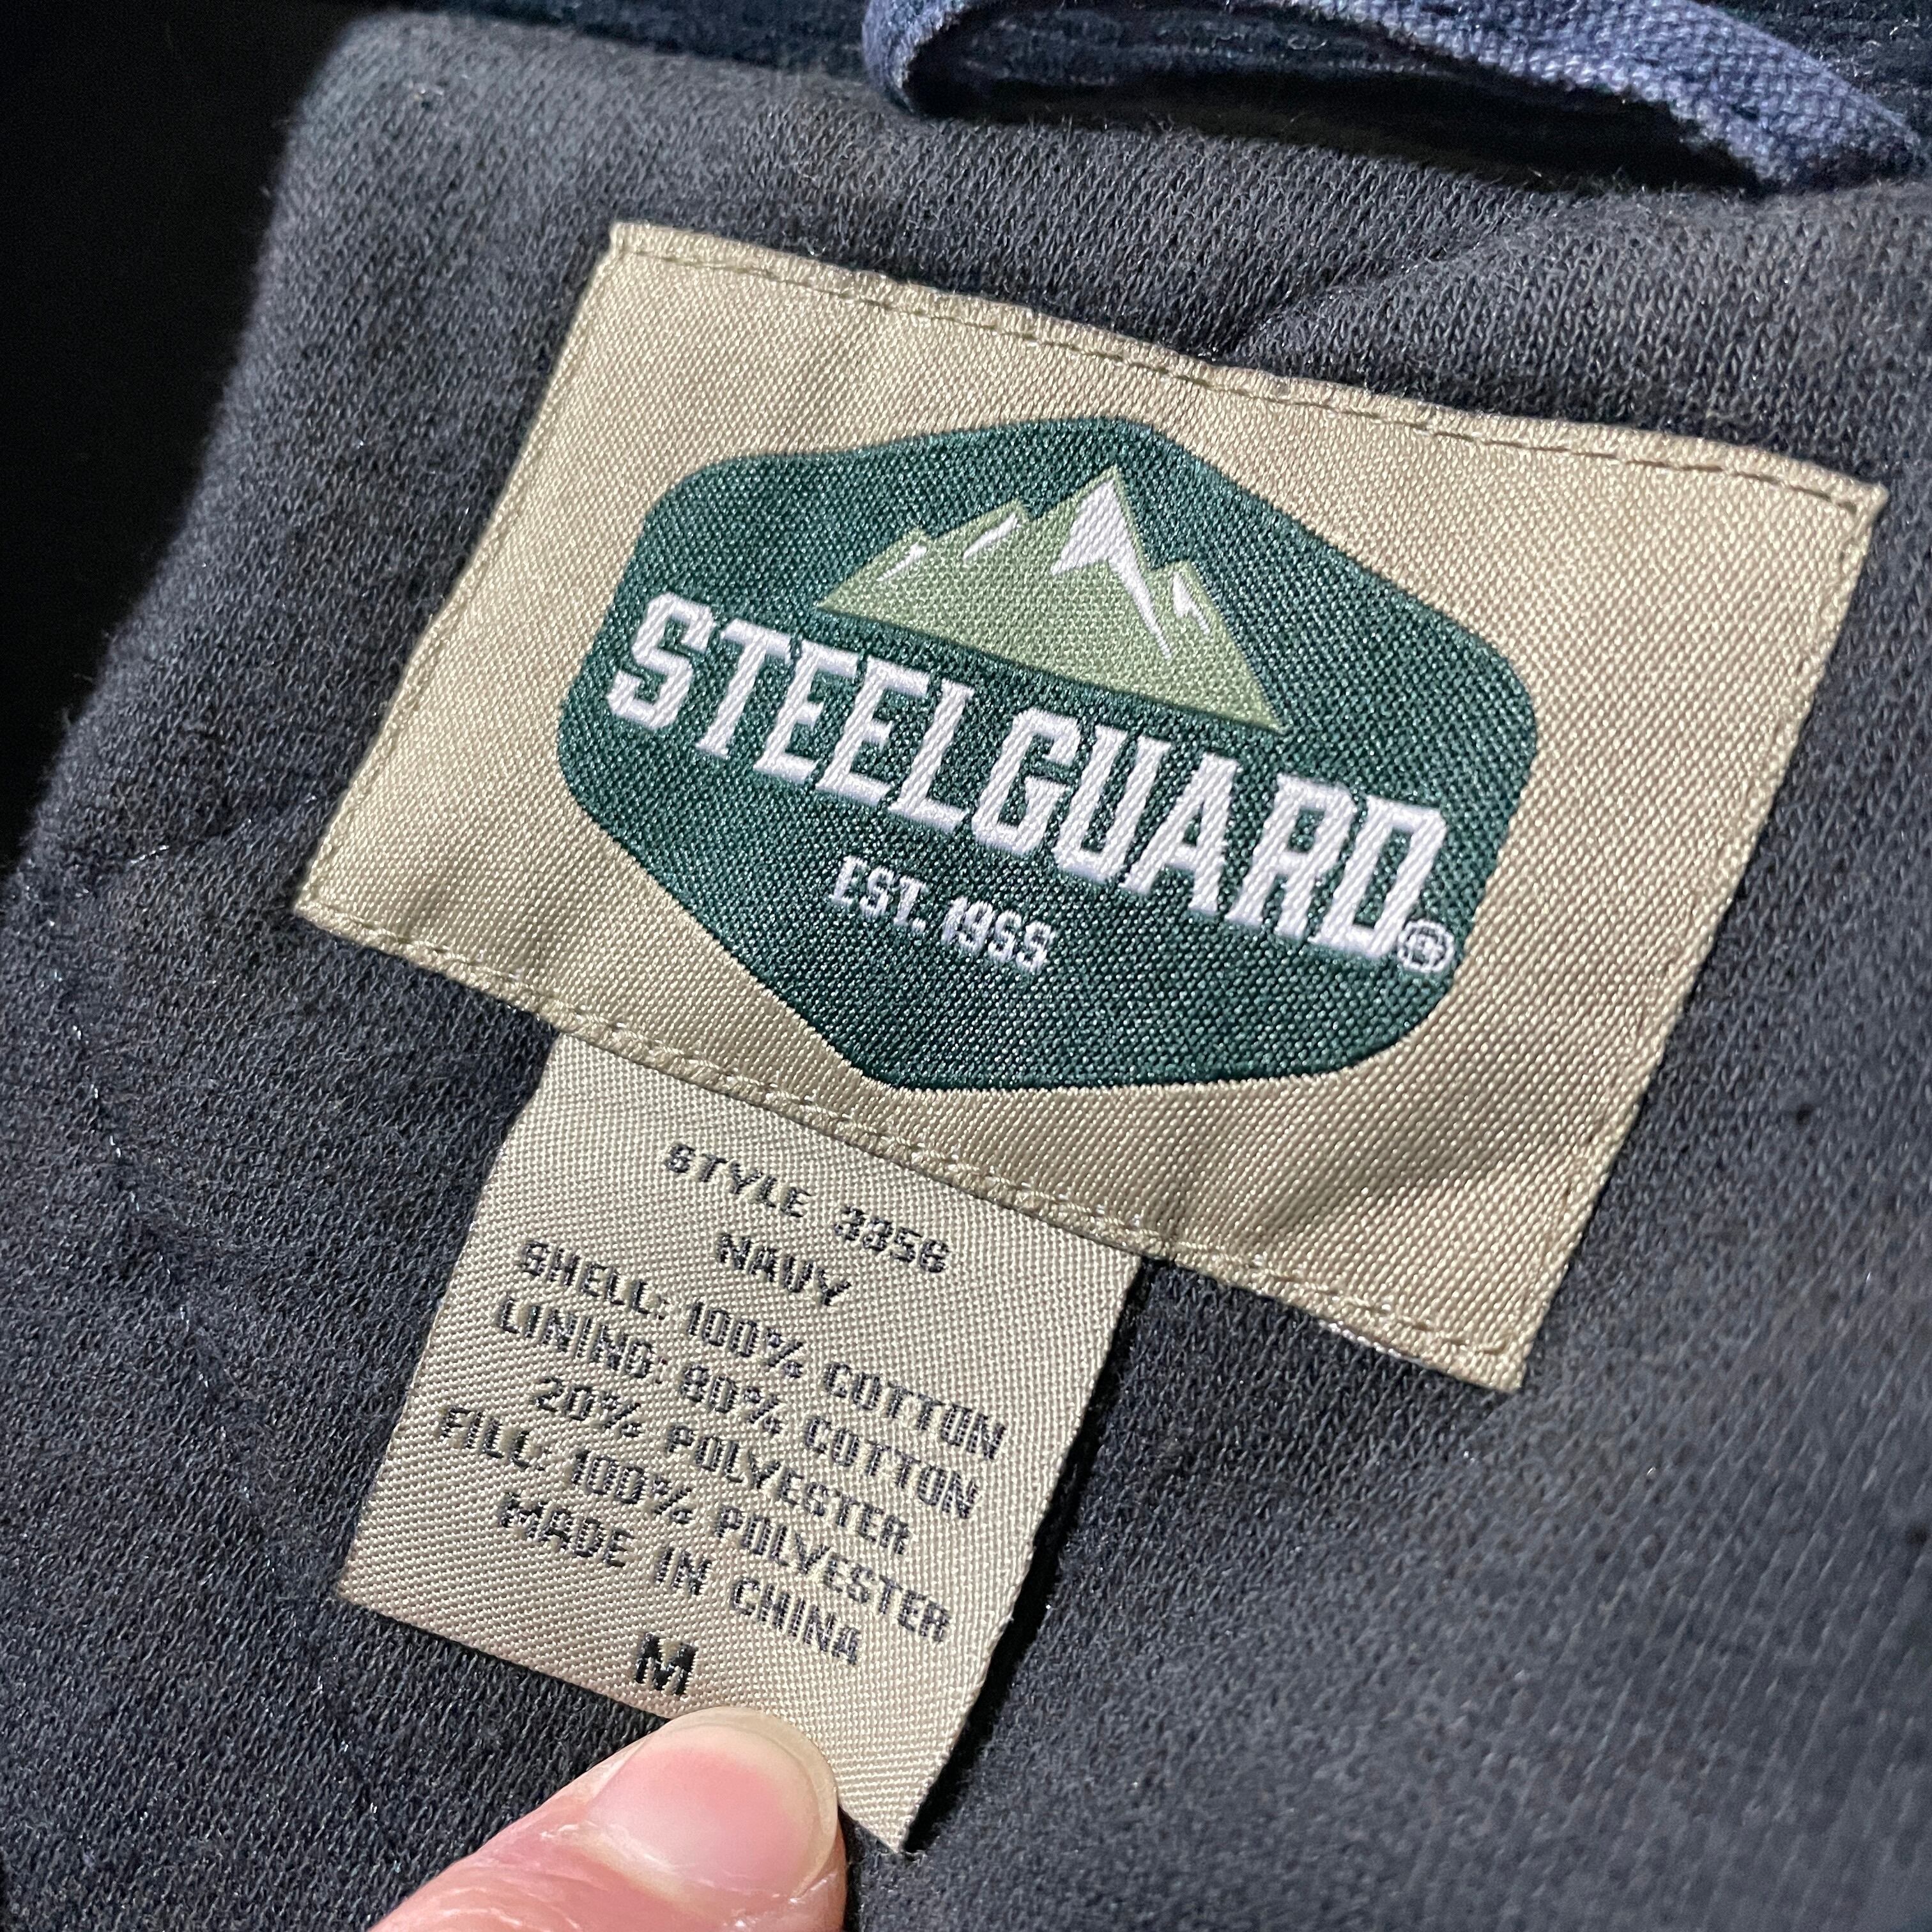 STEELGUARD®
EST. 1955
STYLE 3356
NAVY
SHELL: 100% COTTON
LINING: 80% COTTON
20% POLYESTER
FILL: 100% POLYESTER
MADE IN CHINA
M